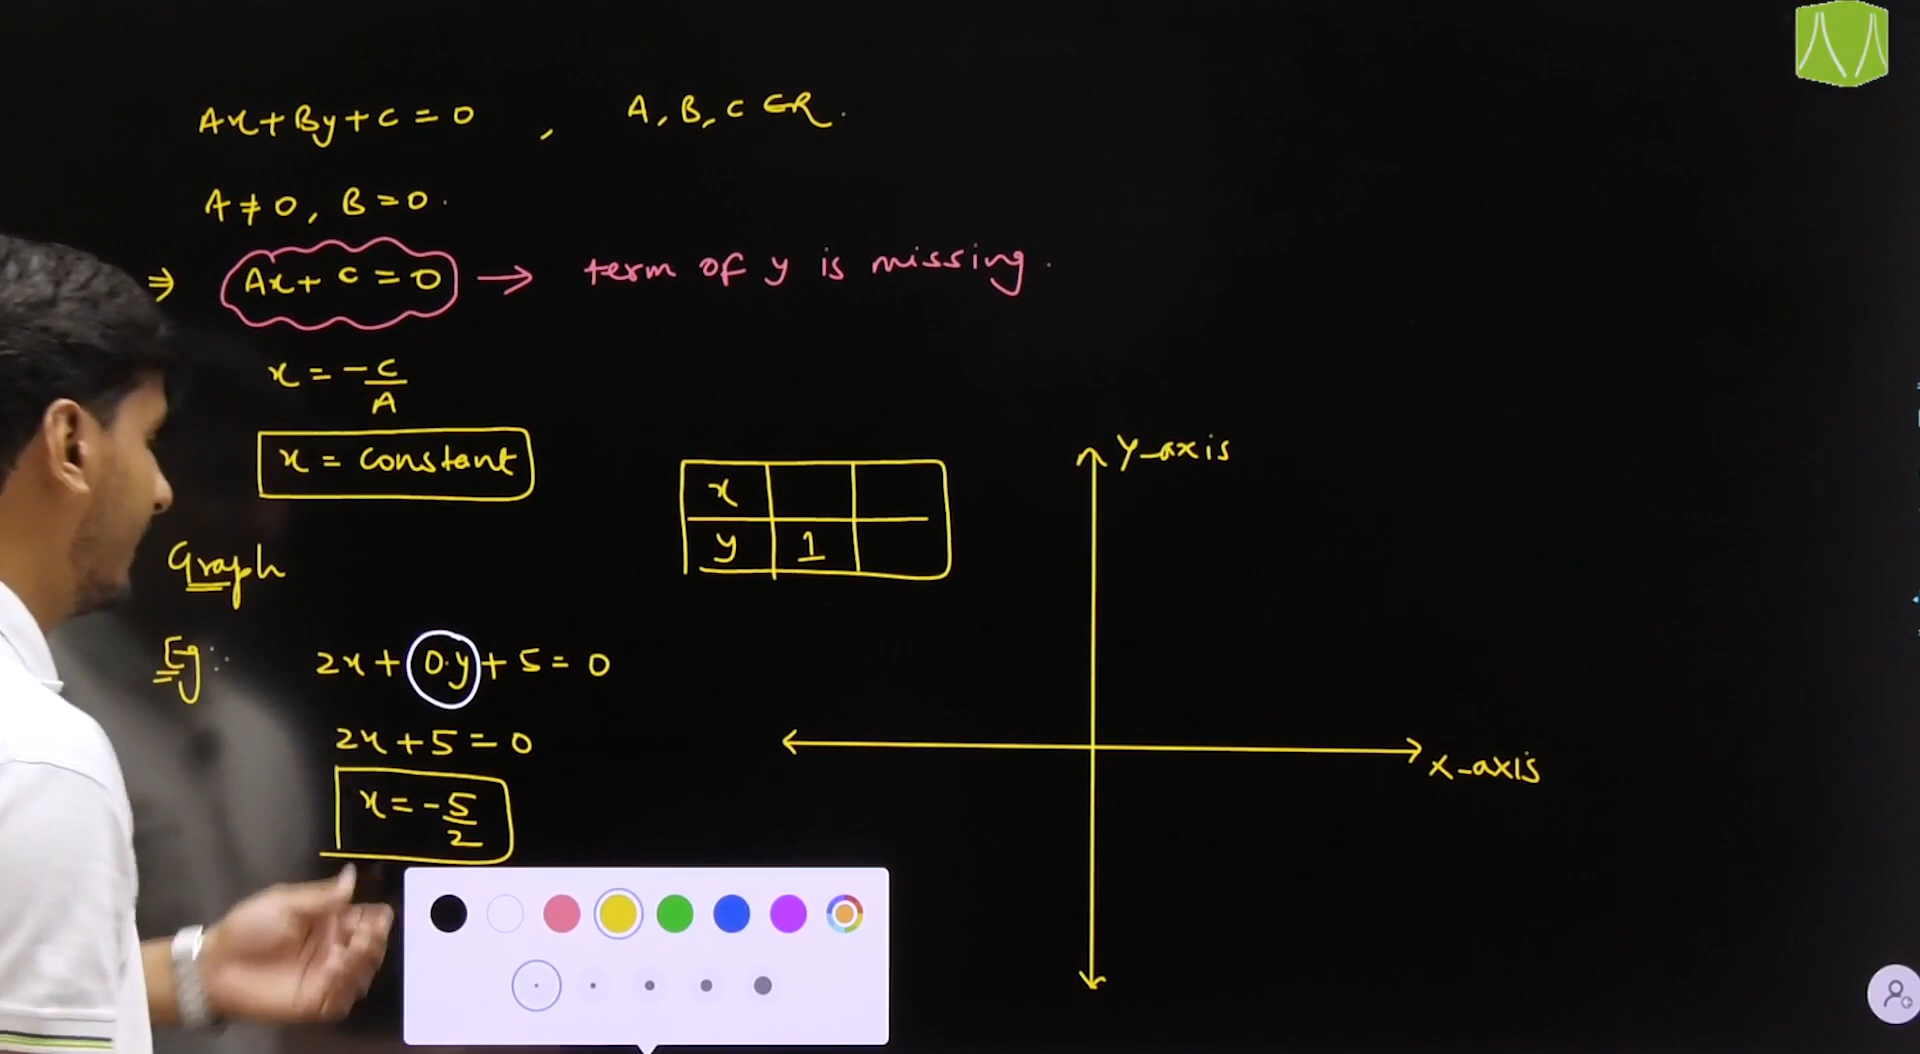 Ax+By+C=0 , A, B, C ∈ R.
A≠0, B=0.
⇒ Ax+C=0 → term of y is missing.
x=-C/A
x = constant
Y-axis
x
y 1
Graph
Eg:
2x+0.y+5=0
2x+5=0
x-axis
x=-5/2